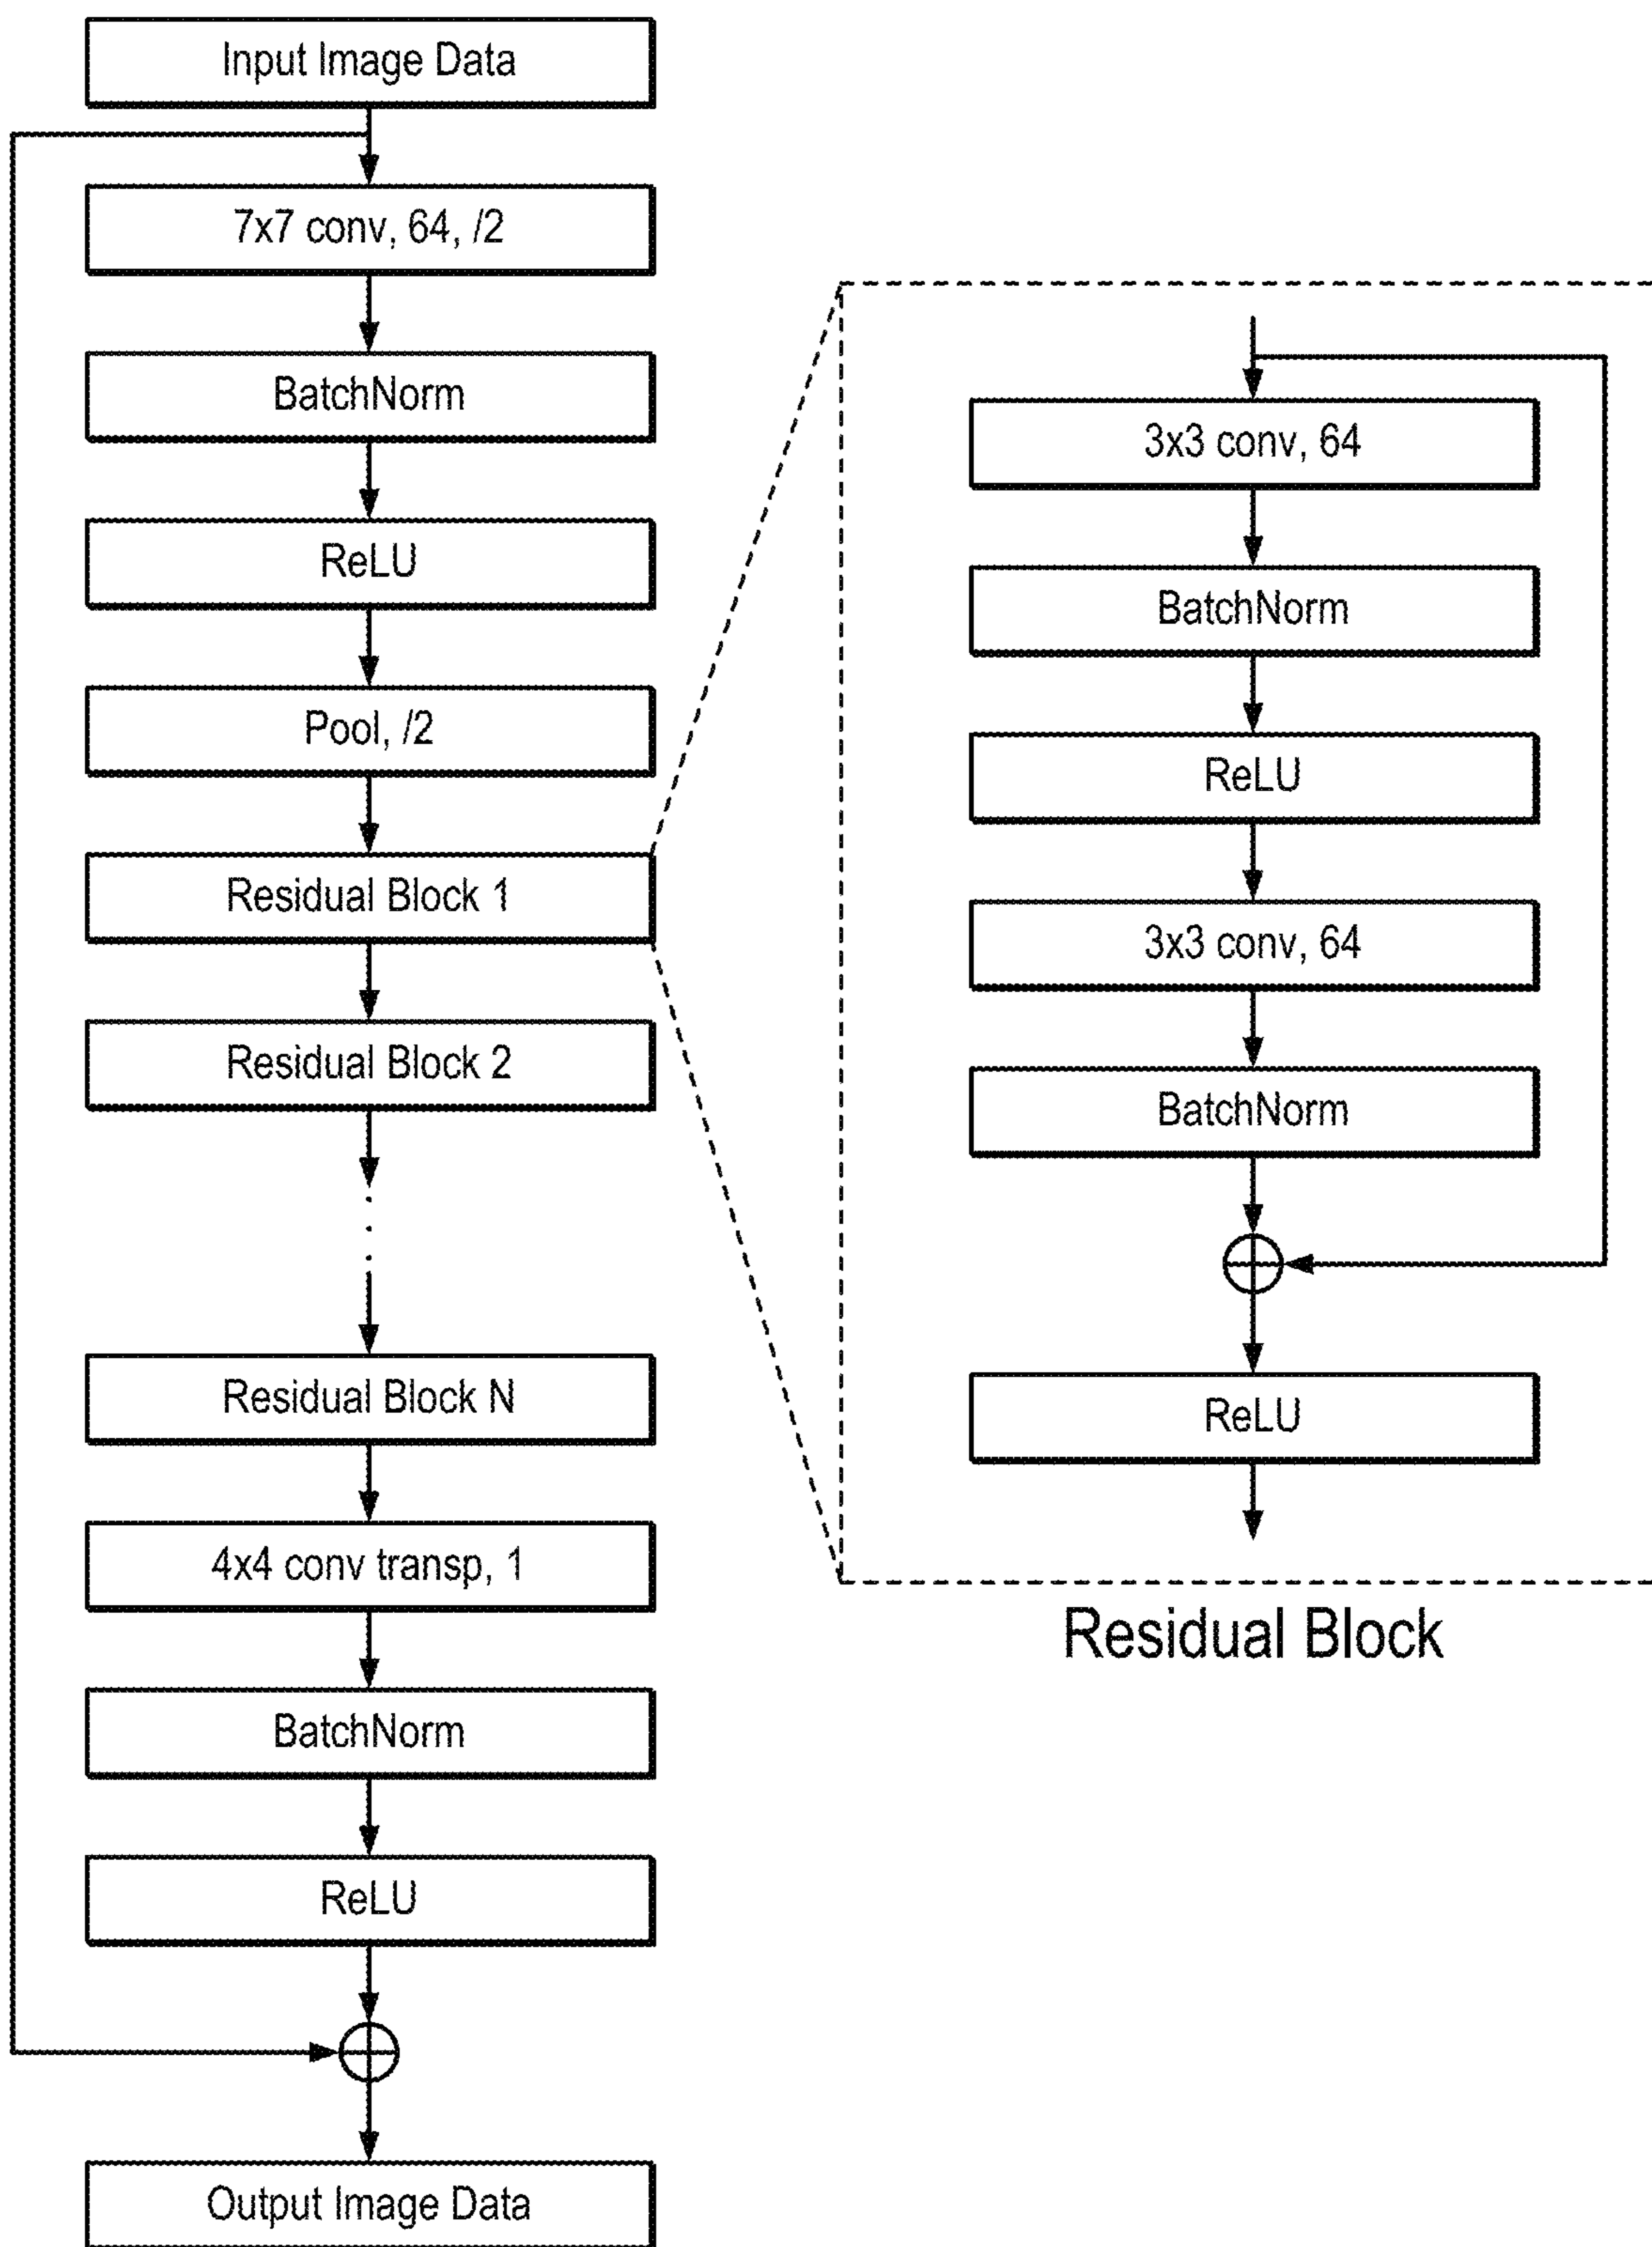 Input Image Data
7x7 conv, 64, /2
BatchNorm
ReLU
Pool, /2
Residual Block 1
Residual Block 2
Residual Block N
4x4 conv transp, 1
BatchNorm
ReLU
Output Image Data
3x3 conv, 64
BatchNorm
ReLU
3x3 conv, 64
BatchNorm
ReLU
Residual Block